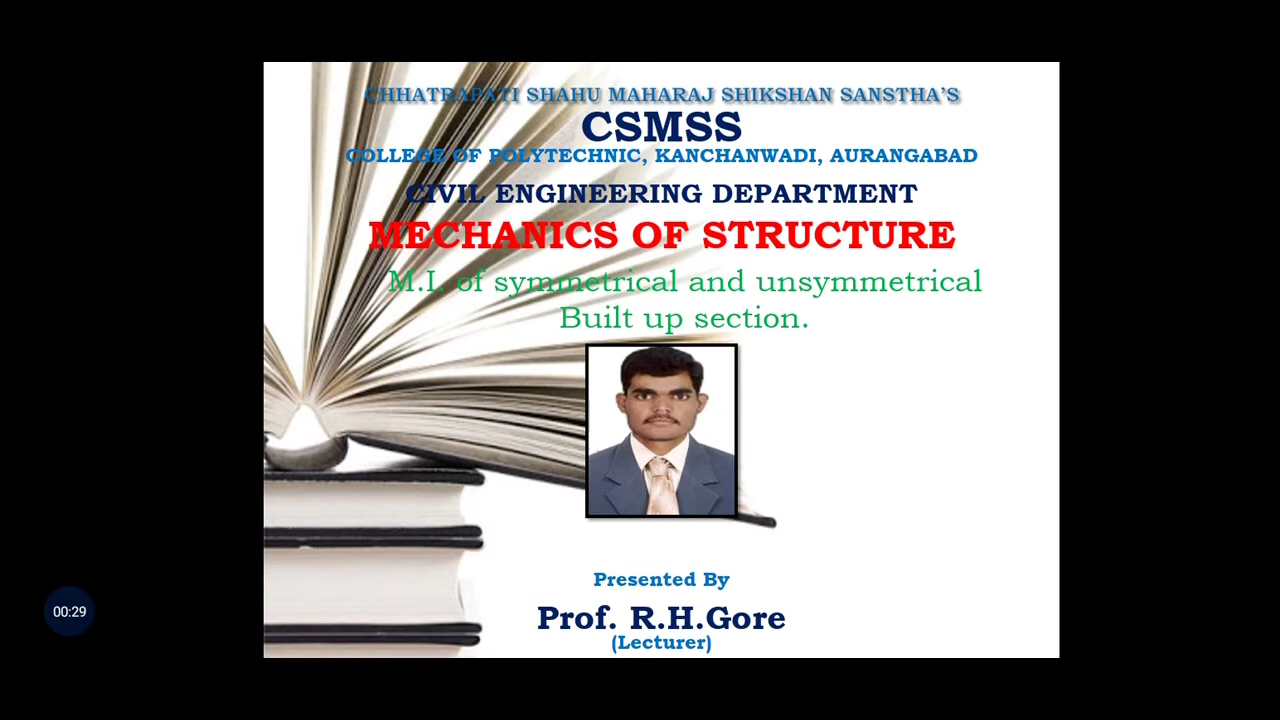 CHHATRAPATI SHAHU MAHARAJ SHIKSHAN SANSTHA’S
CSMSS
COLLEGE OF POLYTECHNIC, KANCHANWADI, AURANGABAD
CIVIL ENGINEERING DEPARTMENT
MECHANICS OF STRUCTURE
M.I. of symmetrical and unsymmetrical
Built up section.
Presented By
00:29
Prof. R.H.Gore
(Lecturer)